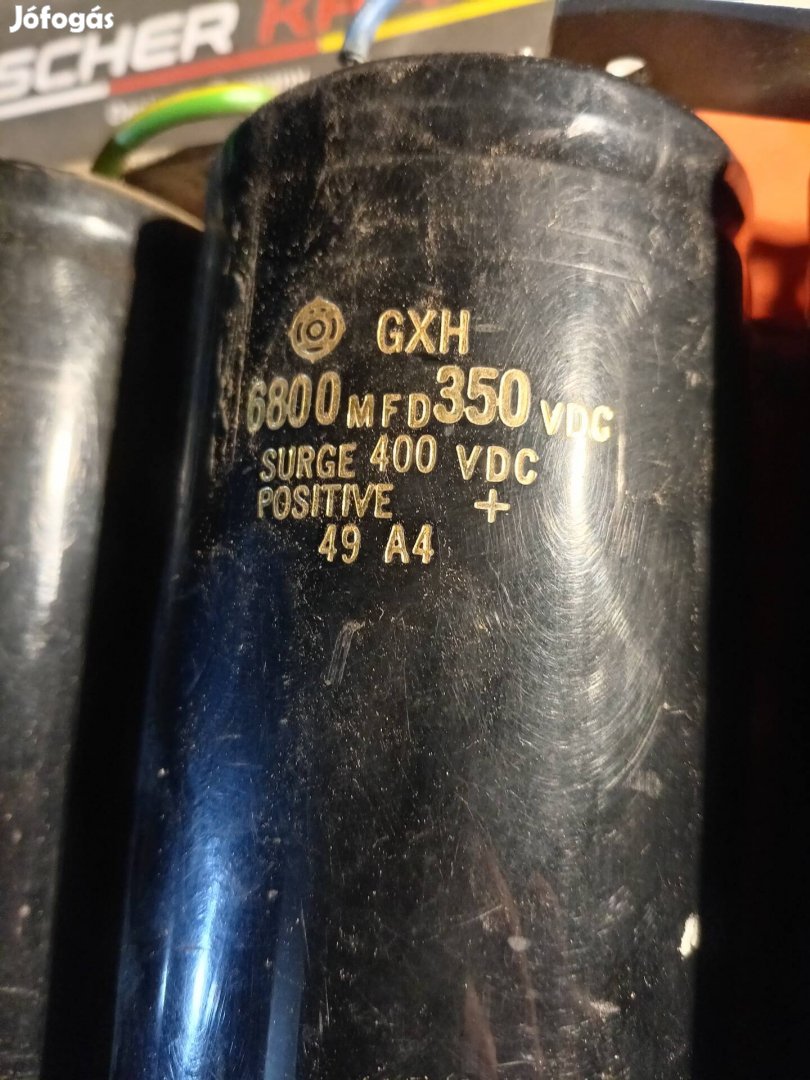 Jófogás
SCHER
GXH
6800 MFD 350 VDC
SURGE 400 VDC
POSITIVE +
49 A4